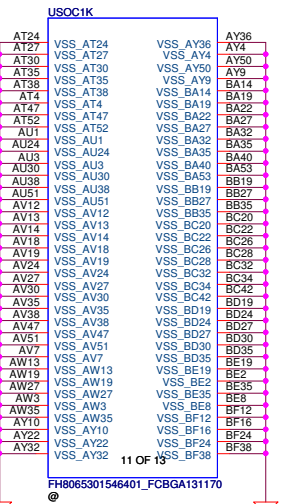 USOC1K
AT24 VSS_AT24 VSS_AY36 AY36
AT27 VSS_AT27 VSS_AY4 AY4
AT30 VSS_AT30 VSS_AY50 AY50
AT35 VSS_AT35 VSS_AY9 AY9
AT38 VSS_AT38 VSS_BA14 BA14
AT4 VSS_AT4 VSS_BA19 BA19
AT47 VSS_AT47 VSS_BA22 BA22
AT52 VSS_AT52 VSS_BA27 BA27
AU1 VSS_AU1 VSS_BA32 BA32
AU24 VSS_AU24 VSS_BA35 BA35
AU3 VSS_AU3 VSS_BA40 BA40
AU30 VSS_AU30 VSS_BA53 BA53
AU38 VSS_AU38 VSS_BB19 BB19
AU51 VSS_AU51 VSS_BB27 BB27
AV12 VSS_AV12 VSS_BB35 BB35
AV13 VSS_AV13 VSS_BC20 BC20
AV14 VSS_AV14 VSS_BC22 BC22
AV18 VSS_AV18 VSS_BC26 BC26
AV19 VSS_AV19 VSS_BC28 BC28
AV24 VSS_AV24 VSS_BC32 BC32
AV27 VSS_AV27 VSS_BC34 BC34
AV30 VSS_AV30 VSS_BC42 BC42
AV35 VSS_AV35 VSS_BD19 BD19
AV38 VSS_AV38 VSS_BD24 BD24
AV47 VSS_AV47 VSS_BD27 BD27
AV51 VSS_AV51 VSS_BD30 BD30
AV7 VSS_AV7 VSS_BD35 BD35
AW13 VSS_AW13 VSS_BE19 BE19
AW19 VSS_AW19 VSS_BE2 BE2
AW27 VSS_AW27 VSS_BE35 BE35
AW3 VSS_AW3 VSS_BE8 BE8
AW35 VSS_AW35 VSS_BF12 BF12
AY10 VSS_AY10 VSS_BF16 BF16
AY22 VSS_AY22 VSS_BF24 BF24
AY32 VSS_AY32 VSS_BF38 BF38
11 OF 13
FH8065301546401_FCBGA131170
@